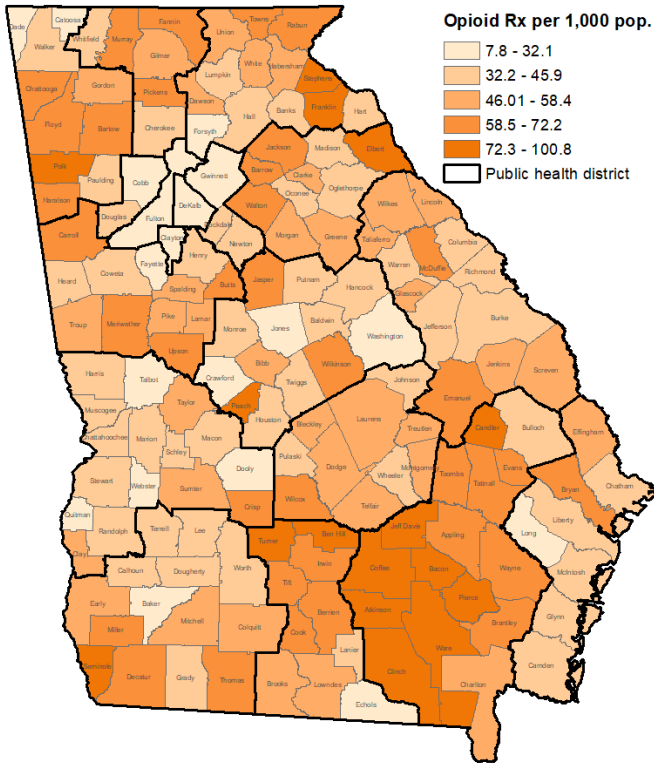 Opioid Rx per 1,000 pop.
7.8 - 32.1
32.2 - 45.9
46.01 - 58.4
58.5 - 72.2
72.3 - 100.8
Public health district
Dade
Catoosa
Walker
Whitfield
Murray
Fannin
Union
Towns
Rabun
Gilmer
White
Habersham
Stephens
Chattooga
Gordon
Pickens
Dawson
Lumpkin
Banks
Franklin
Hart
Floyd
Bartow
Cherokee
Forsyth
Hall
Jackson
Madison
Elbert
Polk
Paulding
Cobb
Gwinnett
Barrow
Clarke
Oconee
Oglethorpe
Wilkes
Lincoln
Haralson
Douglas
Fulton
DeKalb
Walton
Carroll
Clayton
Rockdale
Newton
Morgan
Greene
Taliaferro
Columbia
Heard
Coweta
Fayette
Henry
Butts
Jasper
Putnam
Hancock
Warren
McDuffie
Richmond
Spalding
Glascock
Troup
Meriwether
Pike
Lamar
Monroe
Jones
Baldwin
Washington
Jefferson
Burke
Upson
Harris
Talbot
Crawford
Bibb
Wilkinson
Twiggs
Johnson
Jenkins
Screven
Emanuel
Muscogee
Taylor
Peach
Houston
Chattahoochee
Marion
Schley
Macon
Bleckley
Laurens
Treutlen
Candler
Bulloch
Effingham
Stewart
Webster
Sumter
Dooly
Pulaski
Dodge
Wheeler
Montgomery
Toombs
Tattnall
Evans
Bryan
Chatham
Quitman
Randolph
Terrell
Lee
Crisp
Wilcox
Telfair
Jeff Davis
Appling
Long
Liberty
Clay
Calhoun
Dougherty
Worth
Turner
Ben Hill
Irwin
Coffee
Bacon
Wayne
McIntosh
Early
Baker
Mitchell
Colquitt
Tift
Berrien
Atkinson
Pierce
Brantley
Glynn
Miller
Cook
Lanier
Ware
Seminole
Decatur
Grady
Thomas
Brooks
Lowndes
Echols
Clinch
Charlton
Camden